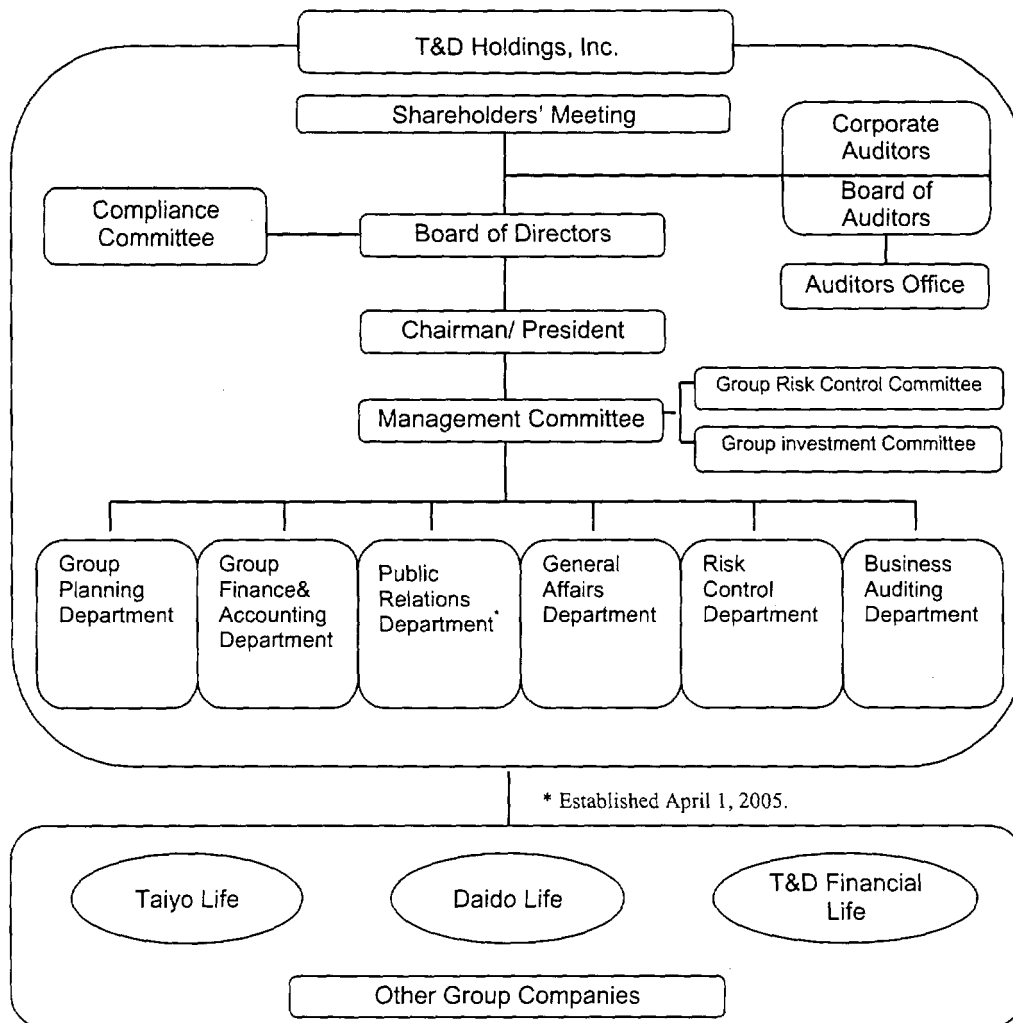 T&D Holdings, Inc.
Shareholders' Meeting
Corporate
Auditors
Board of
Auditors
Auditors Office
Compliance
Committee
Board of Directors
Chairman/ President
Management Committee
Group Risk Control Committee
Group investment Committee
Group
Planning
Department
Group
Finance&
Accounting
Department
Public
Relations
Department*
General
Affairs
Department
Risk
Control
Department
Business
Auditing
Department
* Established April 1, 2005.
Taiyo Life
Daido Life
T&D Financial
Life
Other Group Companies